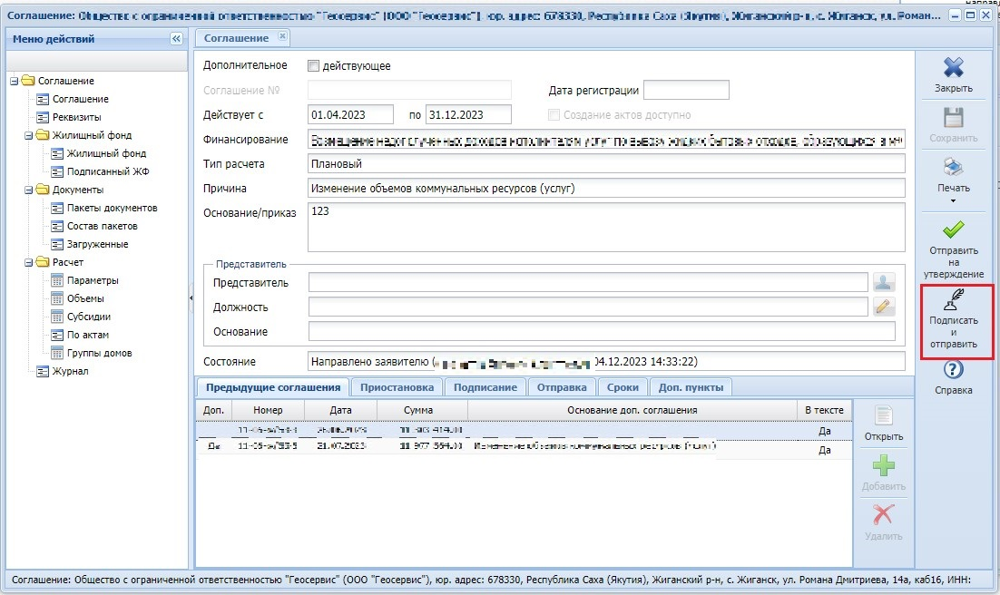 Соглашение: Общество с ограниченной ответственностью "Геосервис" (ООО "Геосервис"), юр. адрес: 678330, Республика Саха (Якутия), Жиганский р-н, с. Жиганск, ул. Роман...
Меню действий
Соглашение
Соглашение
Реквизиты
Жилищный фонд
Жилищный фонд
Подписанный ЖФ
Документы
Пакеты документов
Состав пакетов
Загруженные
Расчет
Параметры
Объемы
Субсидии
По актам
Группы домов
Журнал
Соглашение
Дополнительное действующее
Соглашение № Дата регистрации
Действует с 01.04.2023 по 31.12.2023 Создание актов доступно
Финансирование Возмещение недополученных доходов исполнителям услуг по вывозу жидких бытовых отходов, образующихся в
Тип расчета Плановый
Причина Изменение объемов коммунальных ресурсов (услуг)
Основание/приказ 123
Представитель
Представитель
Должность
Основание
Состояние Направлено заявителю ( 04.12.2023 14:33:22)
Предыдущие соглашения Приостановка Подписание Отправка Сроки Доп. пункты
Доп. Номер Дата Сумма Основание доп. соглашения В тексте
Да
Да 21.07.2023 Изменение объемов коммунальных ресурсов (услуг) Да
Открыть
Добавить
Удалить
Закрыть
Сохранить
Печать
Отправить
на
утверждение
Подписать
и
отправить
Справка
Соглашение: Общество с ограниченной ответственностью "Геосервис" (ООО "Геосервис"), юр. адрес: 678330, Республика Саха (Якутия), Жиганский р-н, с. Жиганск, ул. Романа Дмитриева, 14а, каб16, ИНН: